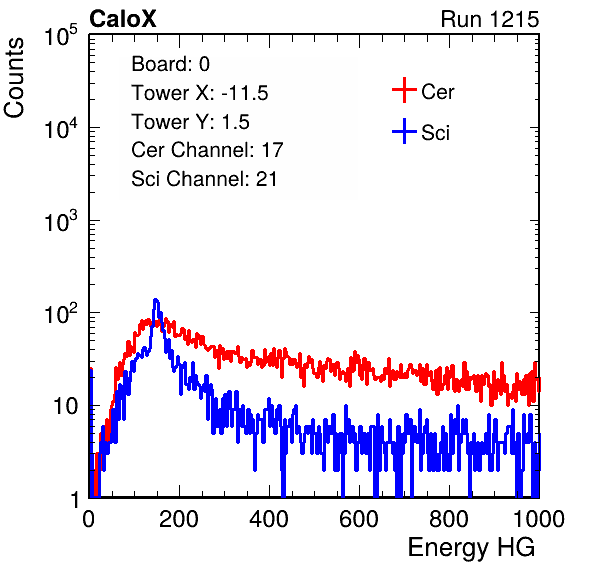 CaloX Run 1215
Counts
10^5
10^4
10^3
10^2
10
1
Board: 0
Tower X: -11.5
Tower Y: 1.5
Cer Channel: 17
Sci Channel: 21
Cer
Sci
0 200 400 600 800 1000
Energy HG